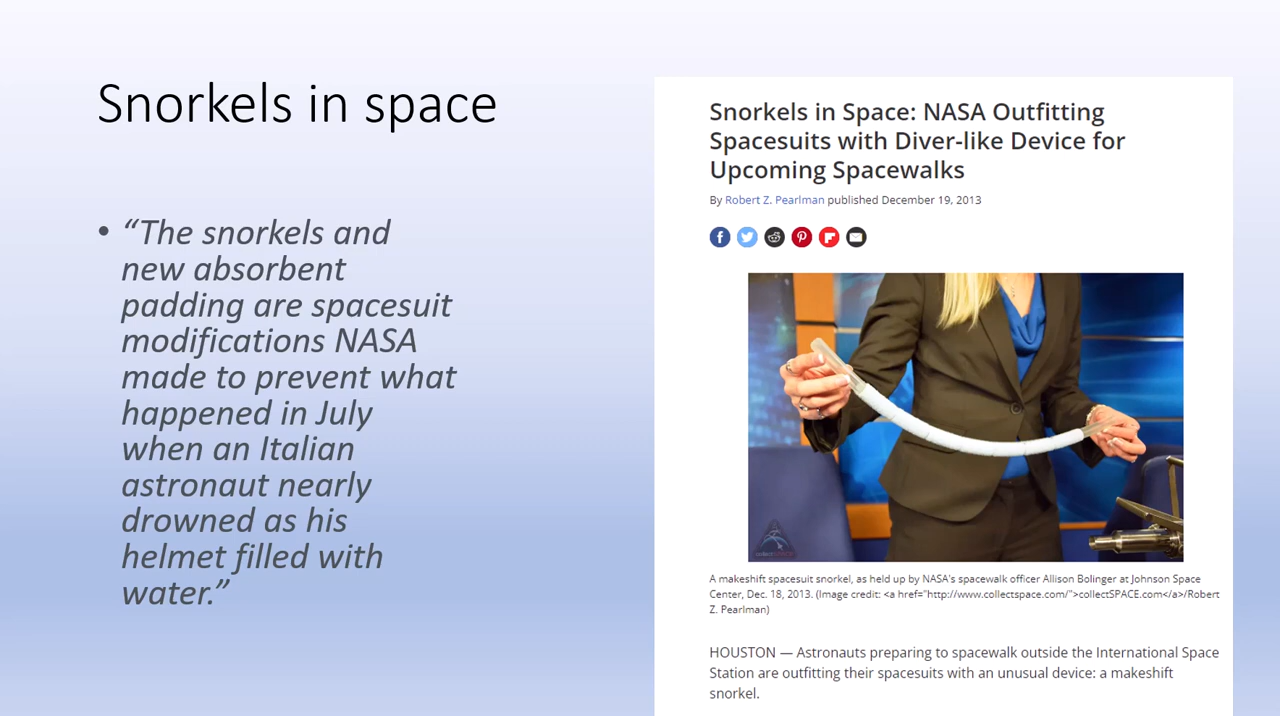 Snorkels in space
• “The snorkels and
new absorbent
padding are spacesuit
modifications NASA
made to prevent what
happened in July
when an Italian
astronaut nearly
drowned as his
helmet filled with
water.”
Snorkels in Space: NASA Outfitting
Spacesuits with Diver-like Device for
Upcoming Spacewalks
By Robert Z. Pearlman published December 19, 2013
collectSPACE
A makeshift spacesuit snorkel, as held up by NASA's spacewalk officer Allison Bolinger at Johnson Space
Center, Dec. 18, 2013. (Image credit: <a href="http://www.collectspace.com/">collectSPACE.com</a>/Robert
Z. Pearlman)
HOUSTON — Astronauts preparing to spacewalk outside the International Space
Station are outfitting their spacesuits with an unusual device: a makeshift
snorkel.